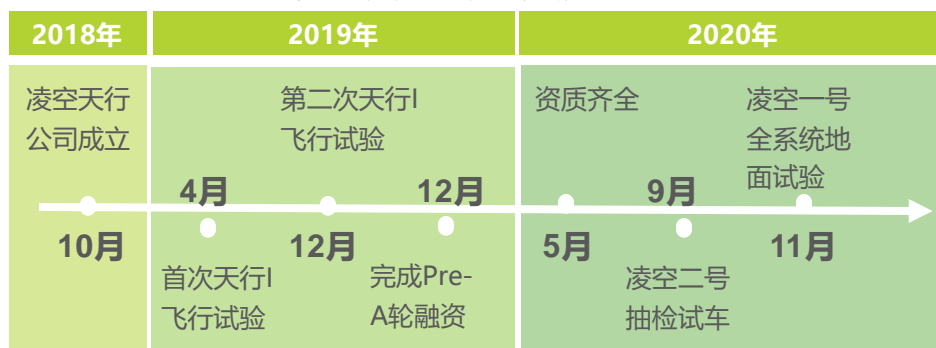 2018年
2019年
2020年
凌空天行
公司成立
第二次天行I
飞行试验
资质齐全
凌空一号
全系统地
面试验
4月
12月
9月
10月
12月
5月
11月
首次天行I
飞行试验
完成Pre-
A轮融资
凌空二号
抽检试车